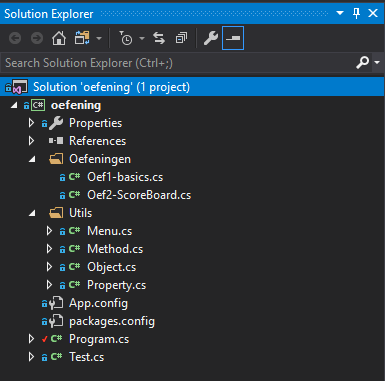 Solution Explorer
Search Solution Explorer (Ctrl+;)
Solution 'oefening' (1 project)
C# oefening
Properties
References
Oefeningen
C# Oef1-basics.cs
C# Oef2-ScoreBoard.cs
Utils
C# Menu.cs
C# Method.cs
C# Object.cs
C# Property.cs
App.config
packages.config
C# Program.cs
C# Test.cs